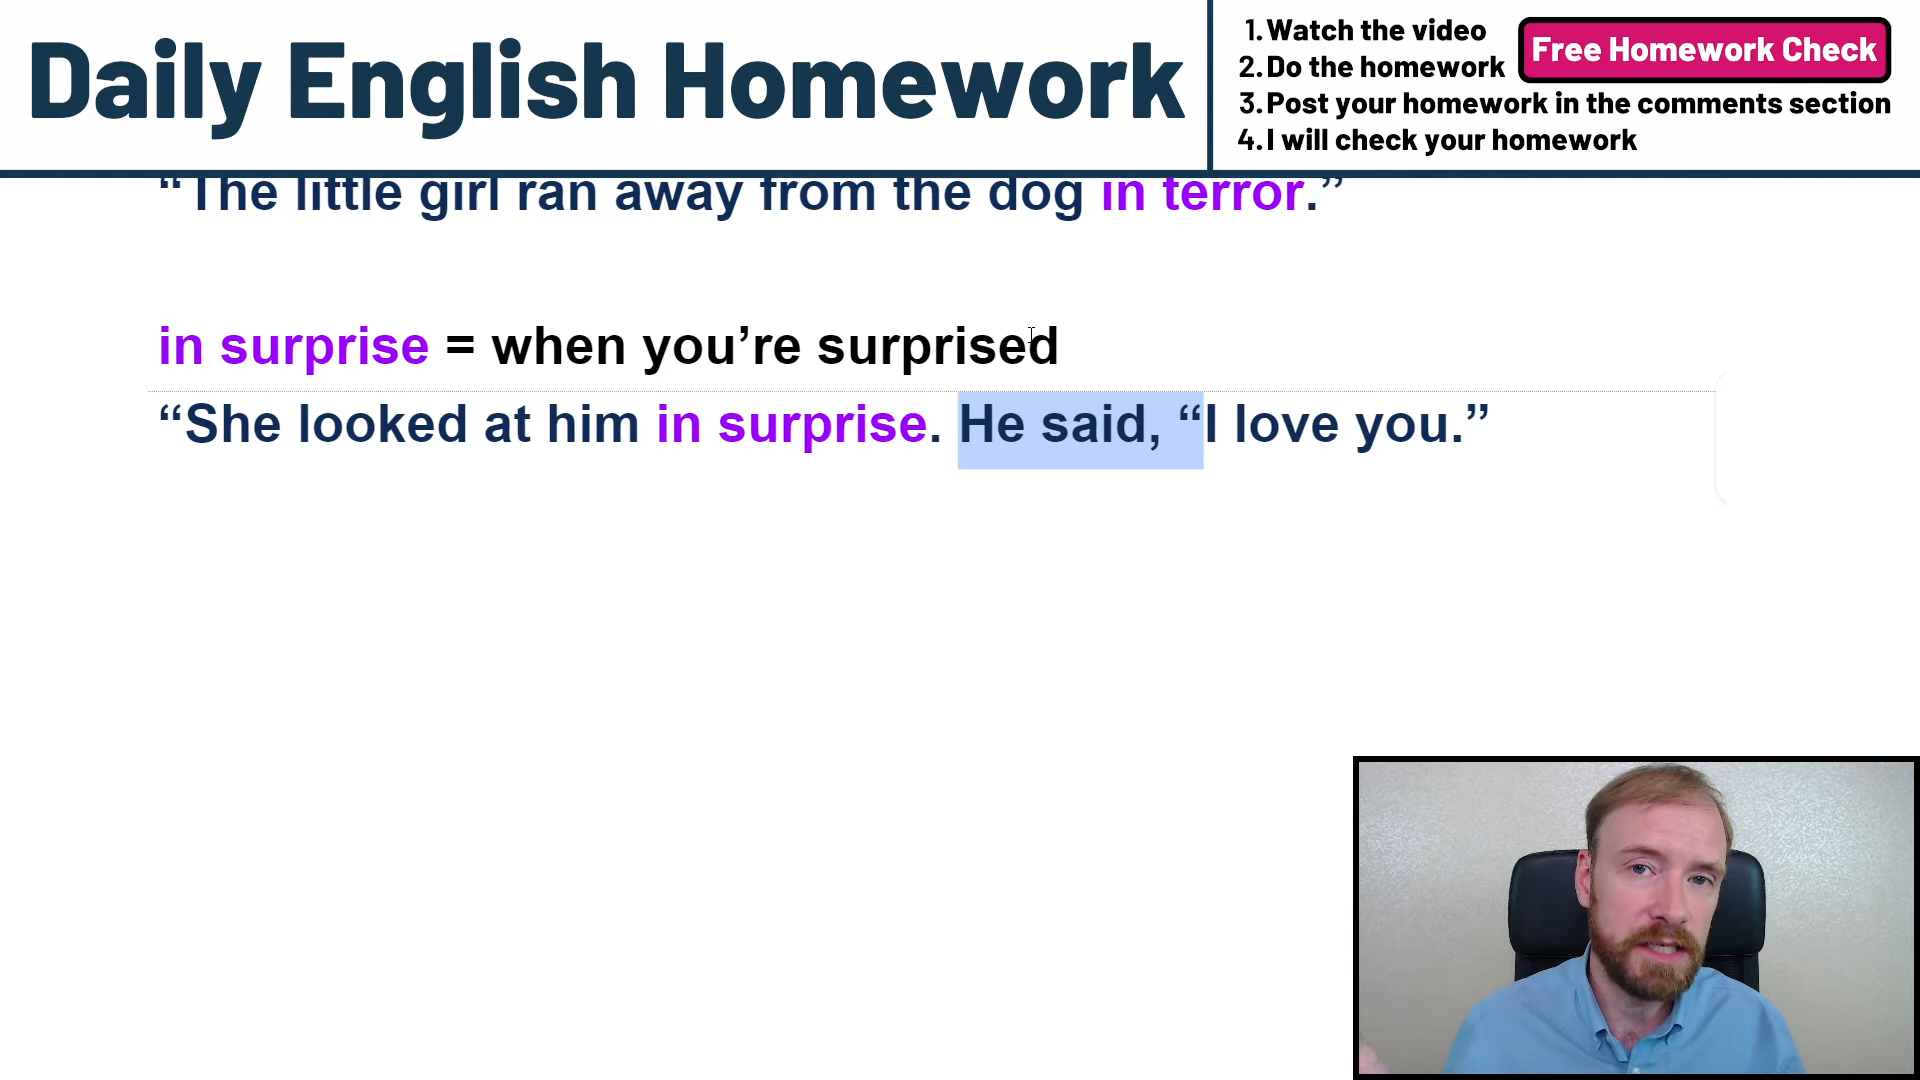 Daily English Homework
1. Watch the video
2. Do the homework
Free Homework Check
3. Post your homework in the comments section
4. I will check your homework
“The little girl ran away from the dog in terror.”
in surprise = when you’re surprised
“She looked at him in surprise. He said, “I love you.”